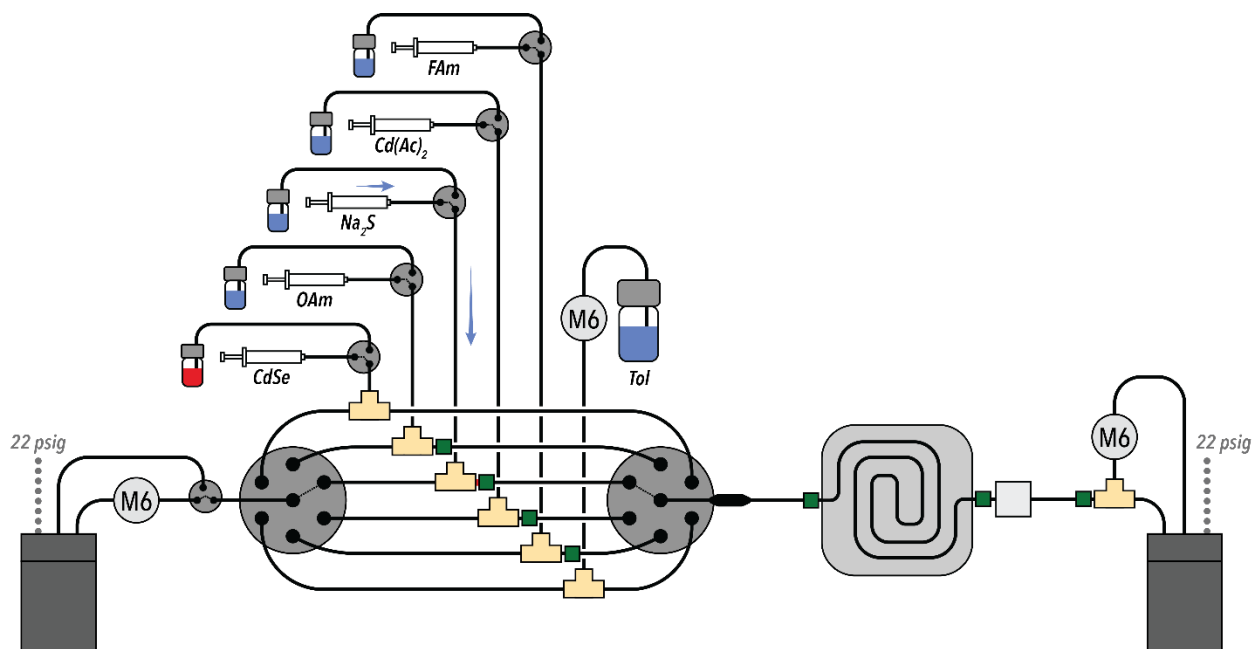 FAm
Cd(Ac)₂
Na₂S
OAm
M6
Tol
CdSe
22 psig
M6
M6
22 psig